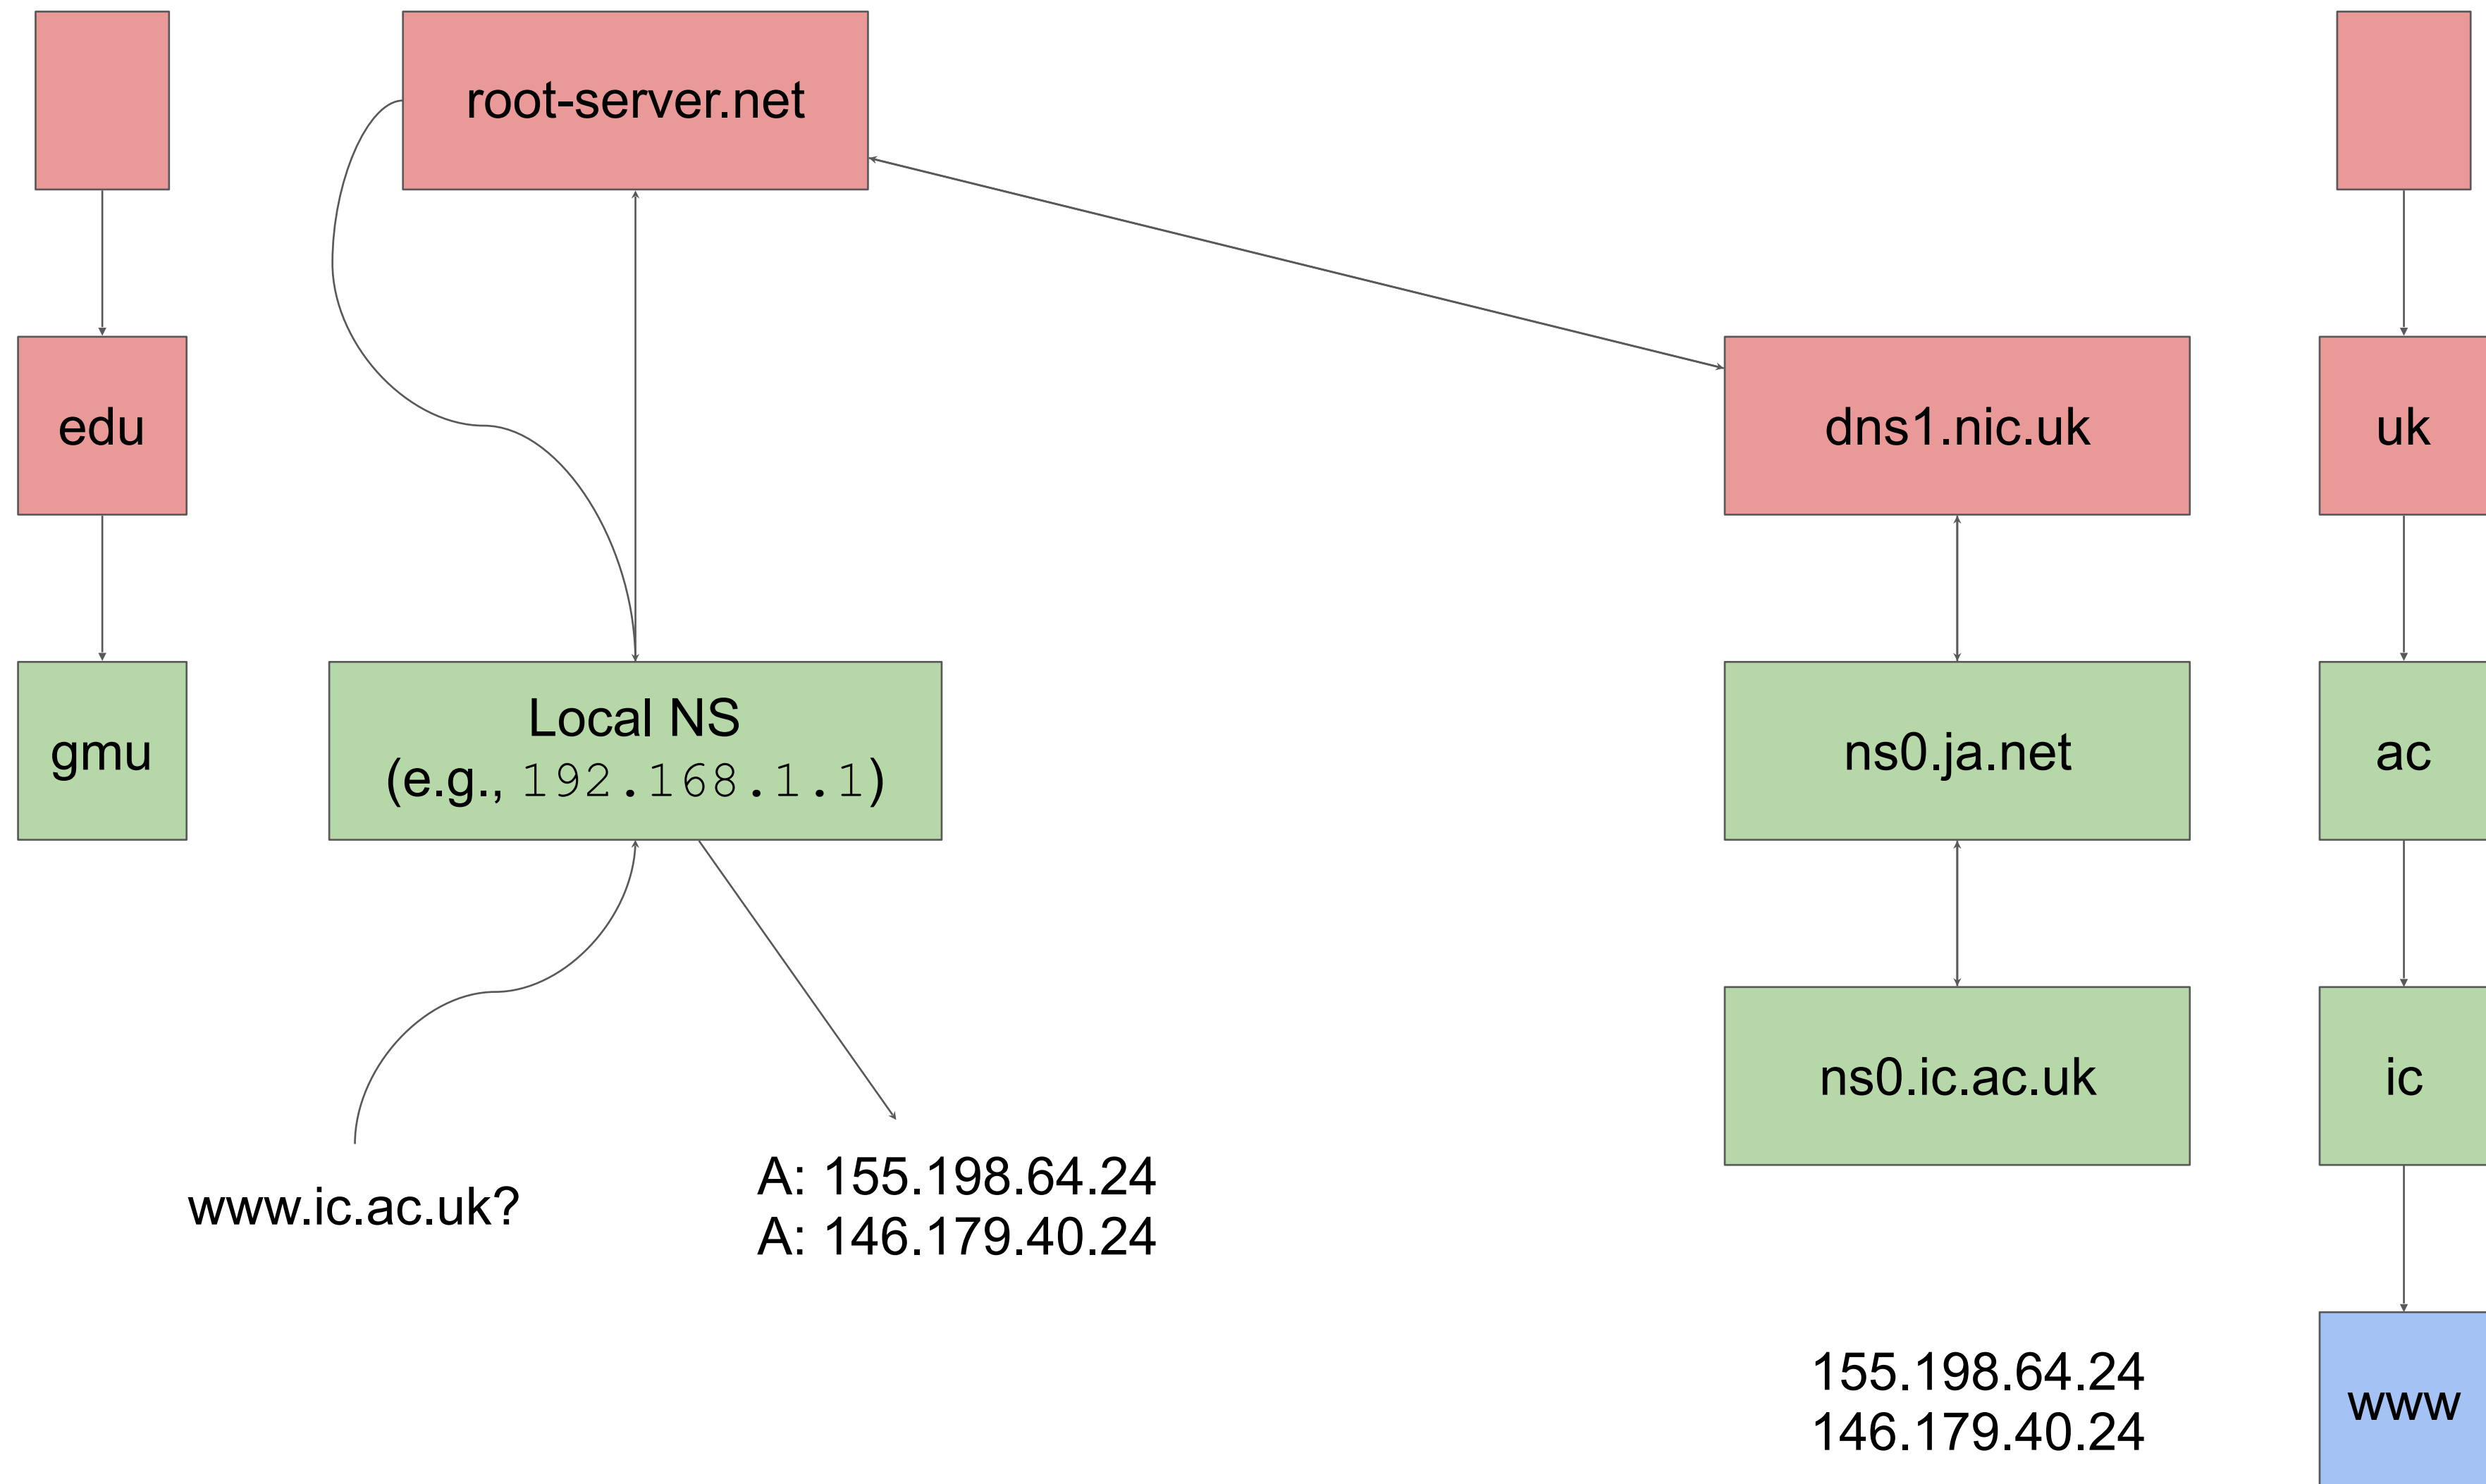 root-server.net
edu
dns1.nic.uk
uk
gmu
Local NS
(e.g., 192.168.1.1)
ns0.ja.net
ac
ns0.ic.ac.uk
ic
www.ic.ac.uk?
A: 155.198.64.24
A: 146.179.40.24
155.198.64.24
146.179.40.24
www